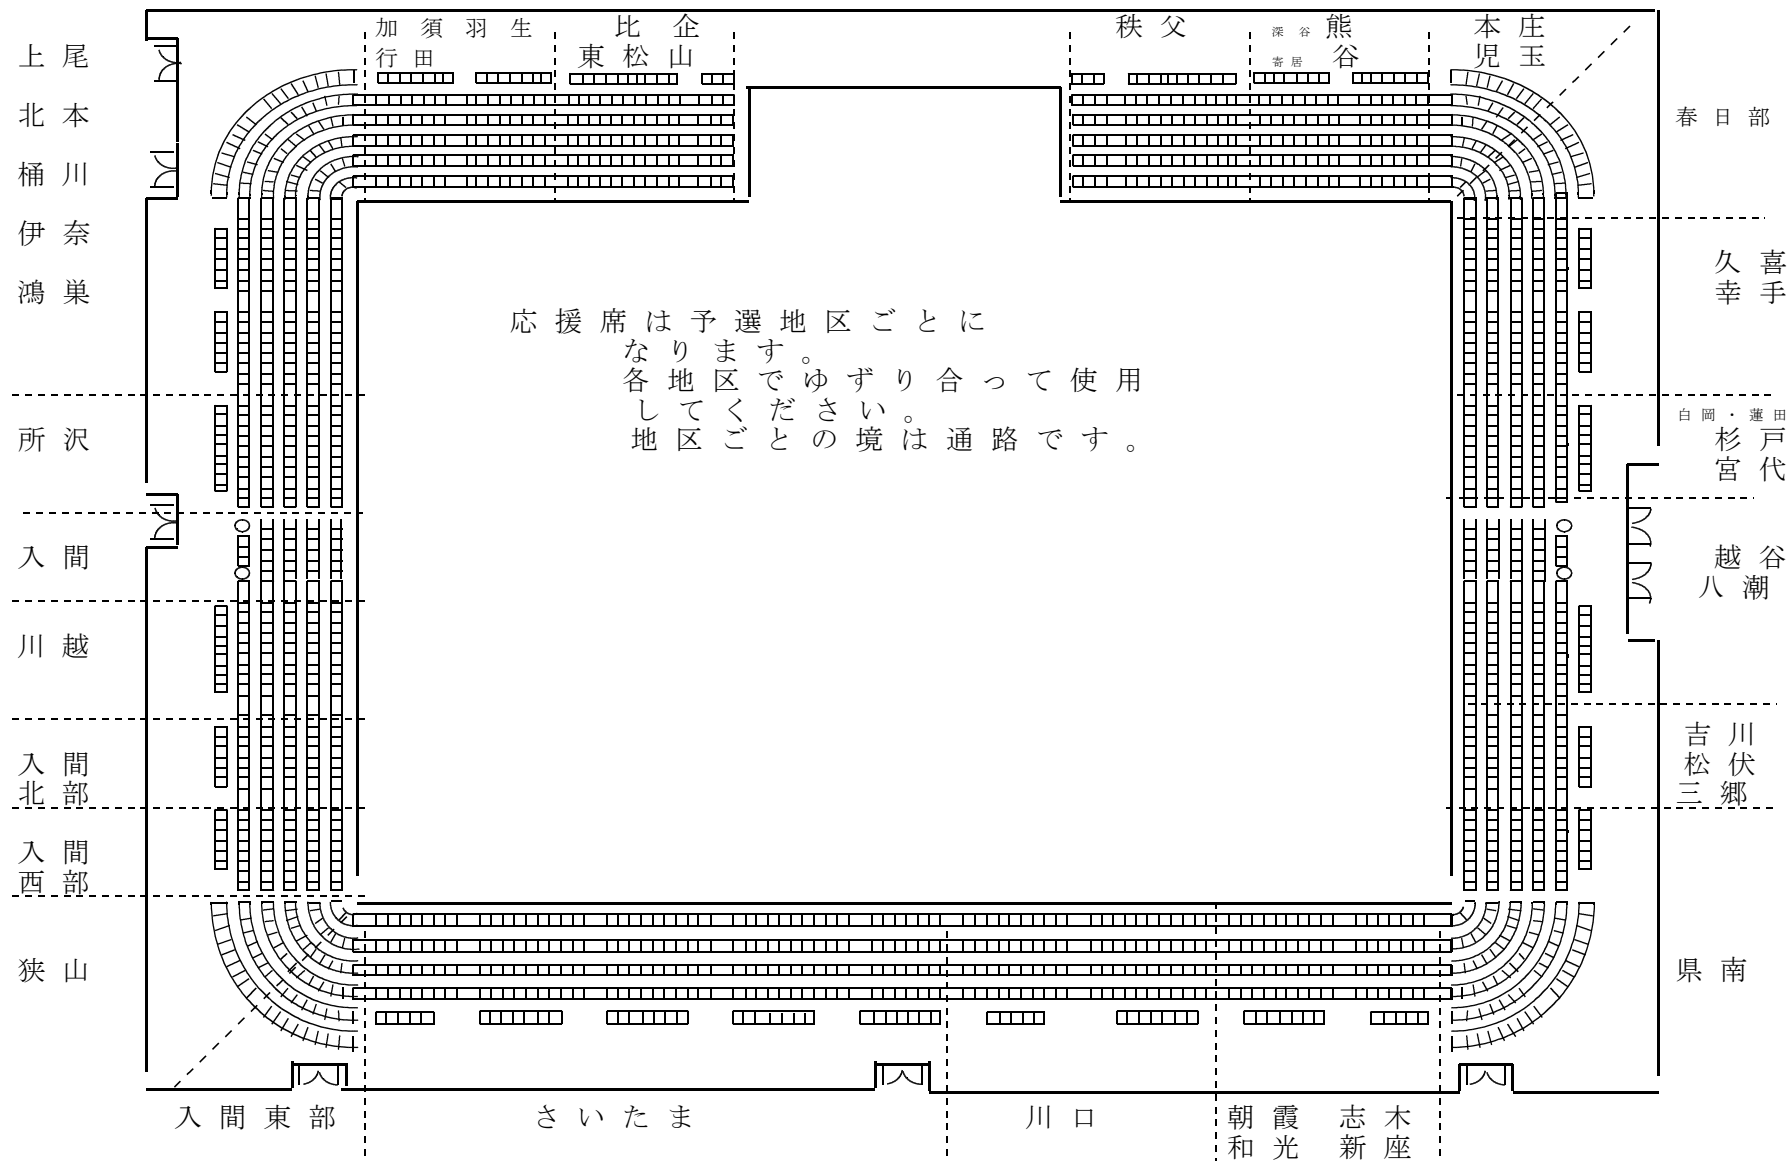 加須羽生
行田
比企
東松山
秩父
深谷
寄居
熊
谷
本庄
児玉
上尾
北本
桶川
伊奈
鴻巣
所沢
入間
川越
入間
北部
入間
西部
狭山
応援席は予選地区ごとに
なります。
各地区でゆずり合って使用
してください。
地区ごとの境は通路です。
春日部
久喜
幸手
白岡・蓮田
杉戸
宮代
越谷
八潮
吉川
松伏
三郷
県南
入間東部
さいたま
川口
朝霞 志木
和光 新座